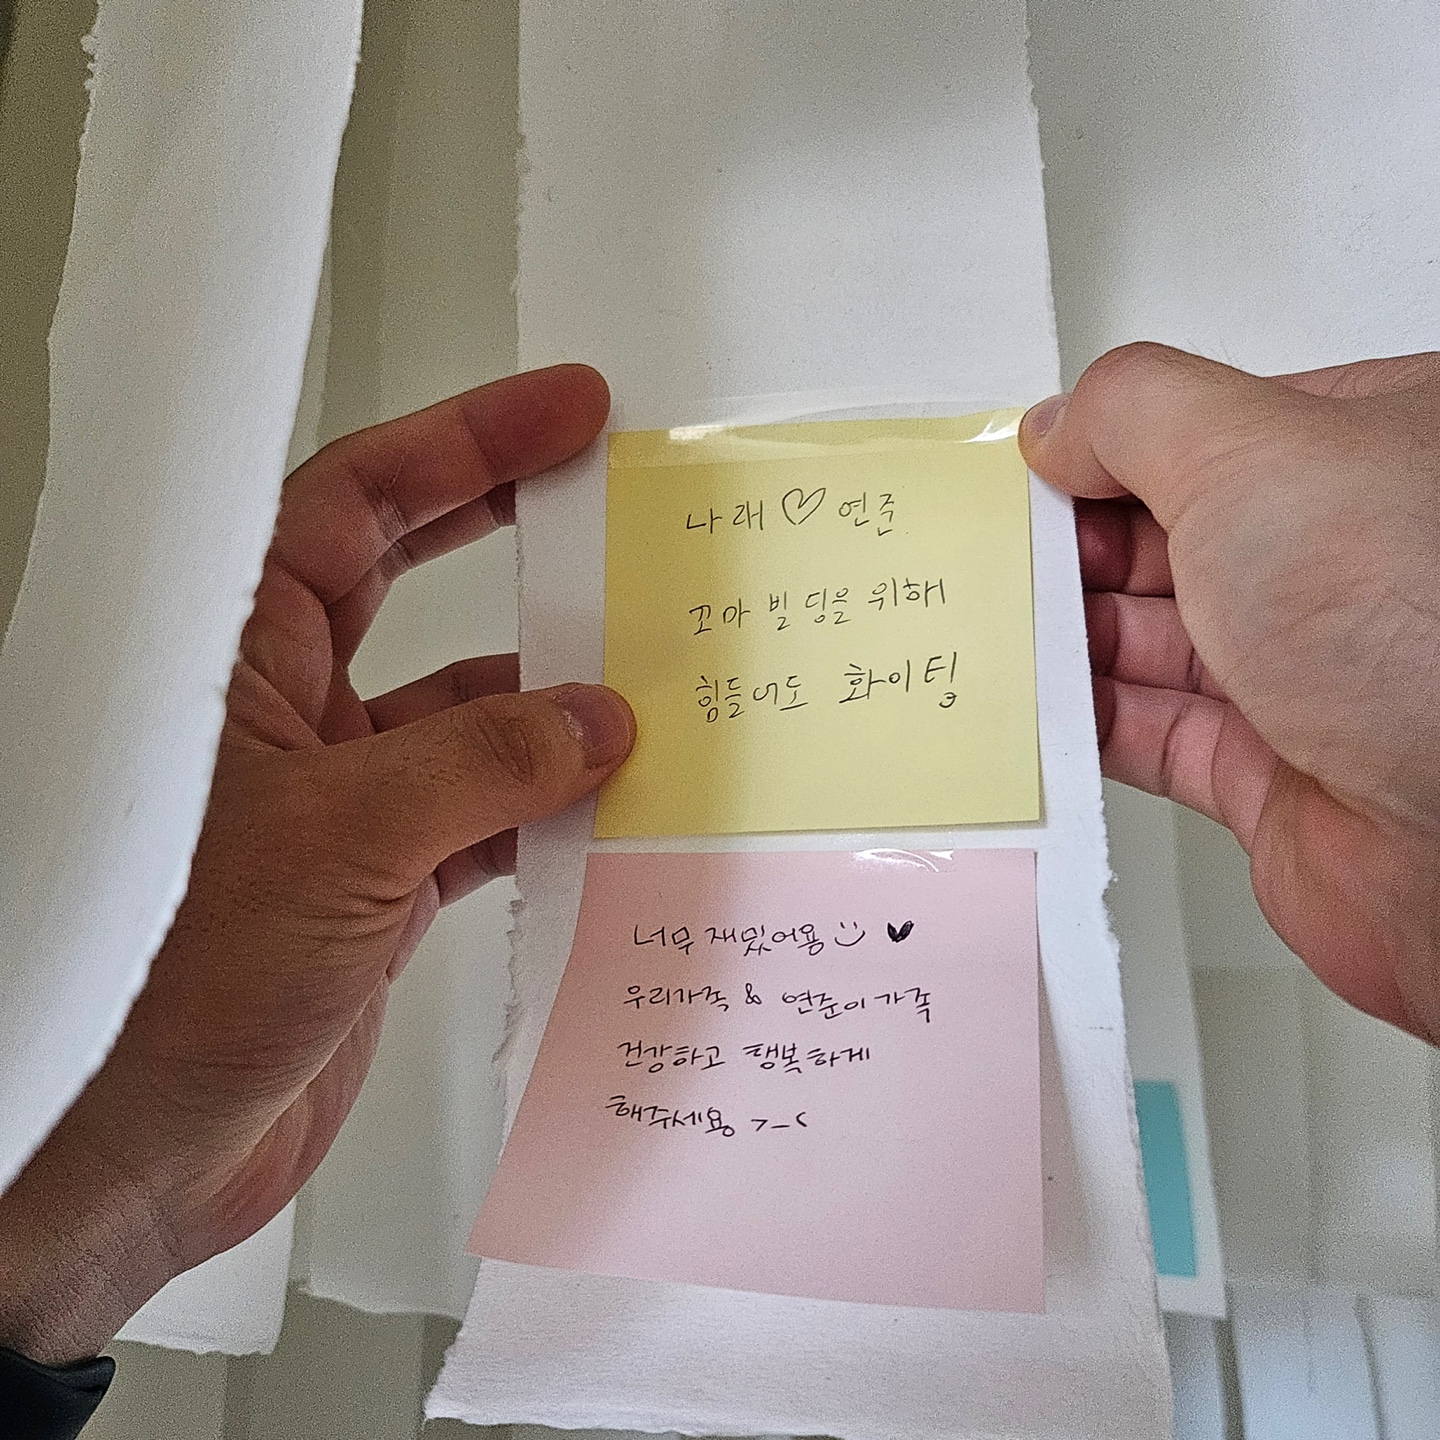 나래 ♡ 연준
꼬마 빌딩을 위해
힘들어도 화이팅
너무 재밌어용 :) ♥
우리가족 & 연준이 가족
건강하고 행복하게
해주세용 >_<